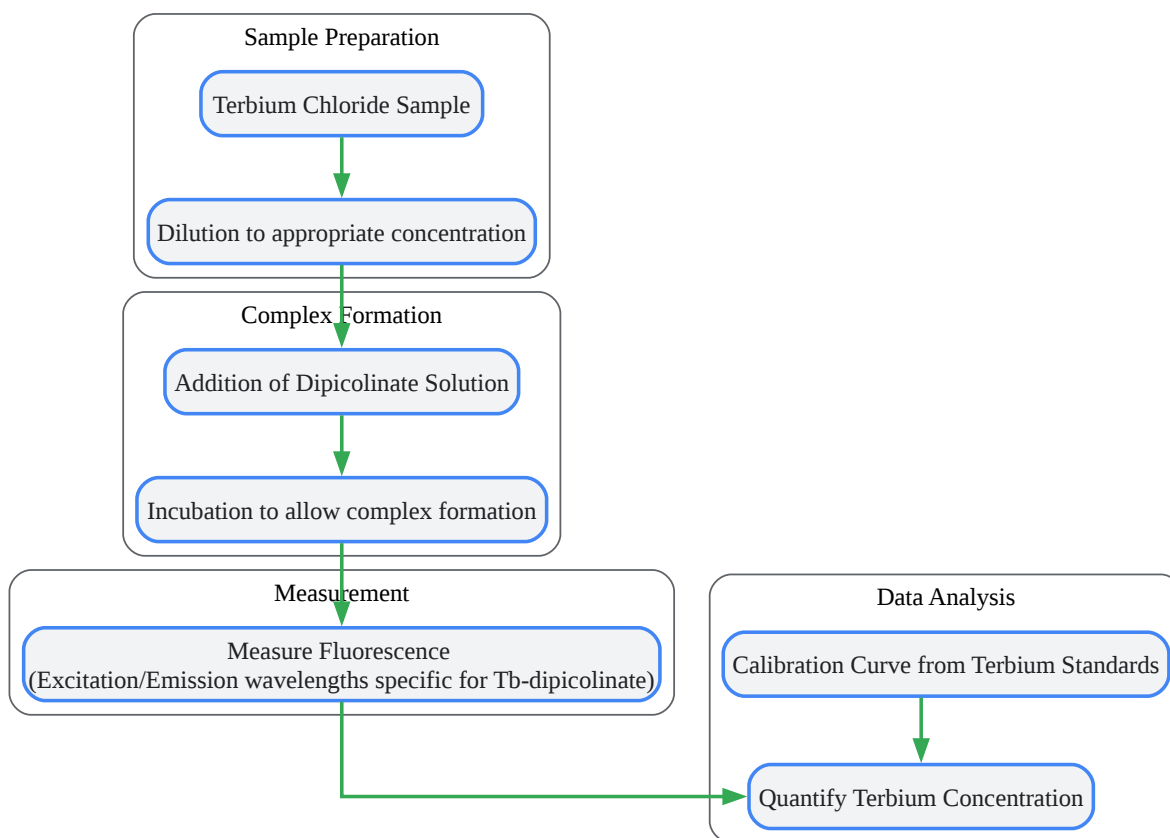 Sample Preparation
Terbium Chloride Sample
Dilution to appropriate concentration
Complex Formation
Addition of Dipicolinate Solution
Incubation to allow complex formation
Measurement
Measure Fluorescence
(Excitation/Emission wavelengths specific for Tb-dipicolinate)
Data Analysis
Calibration Curve from Terbium Standards
Quantify Terbium Concentration